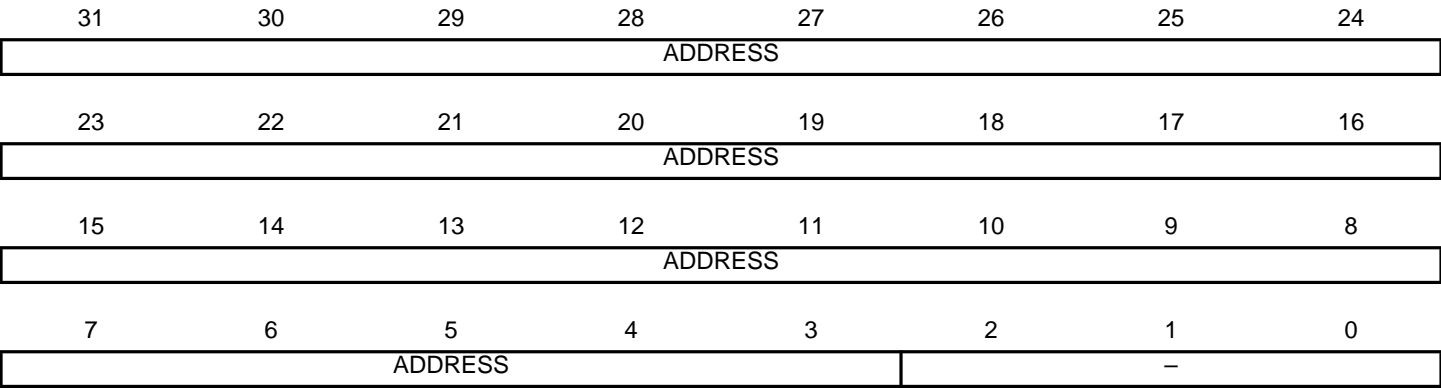 31 30 29 28 27 26 25 24
ADDRESS
23 22 21 20 19 18 17 16
ADDRESS
15 14 13 12 11 10 9 8
ADDRESS
7 6 5 4 3 2 1 0
ADDRESS –